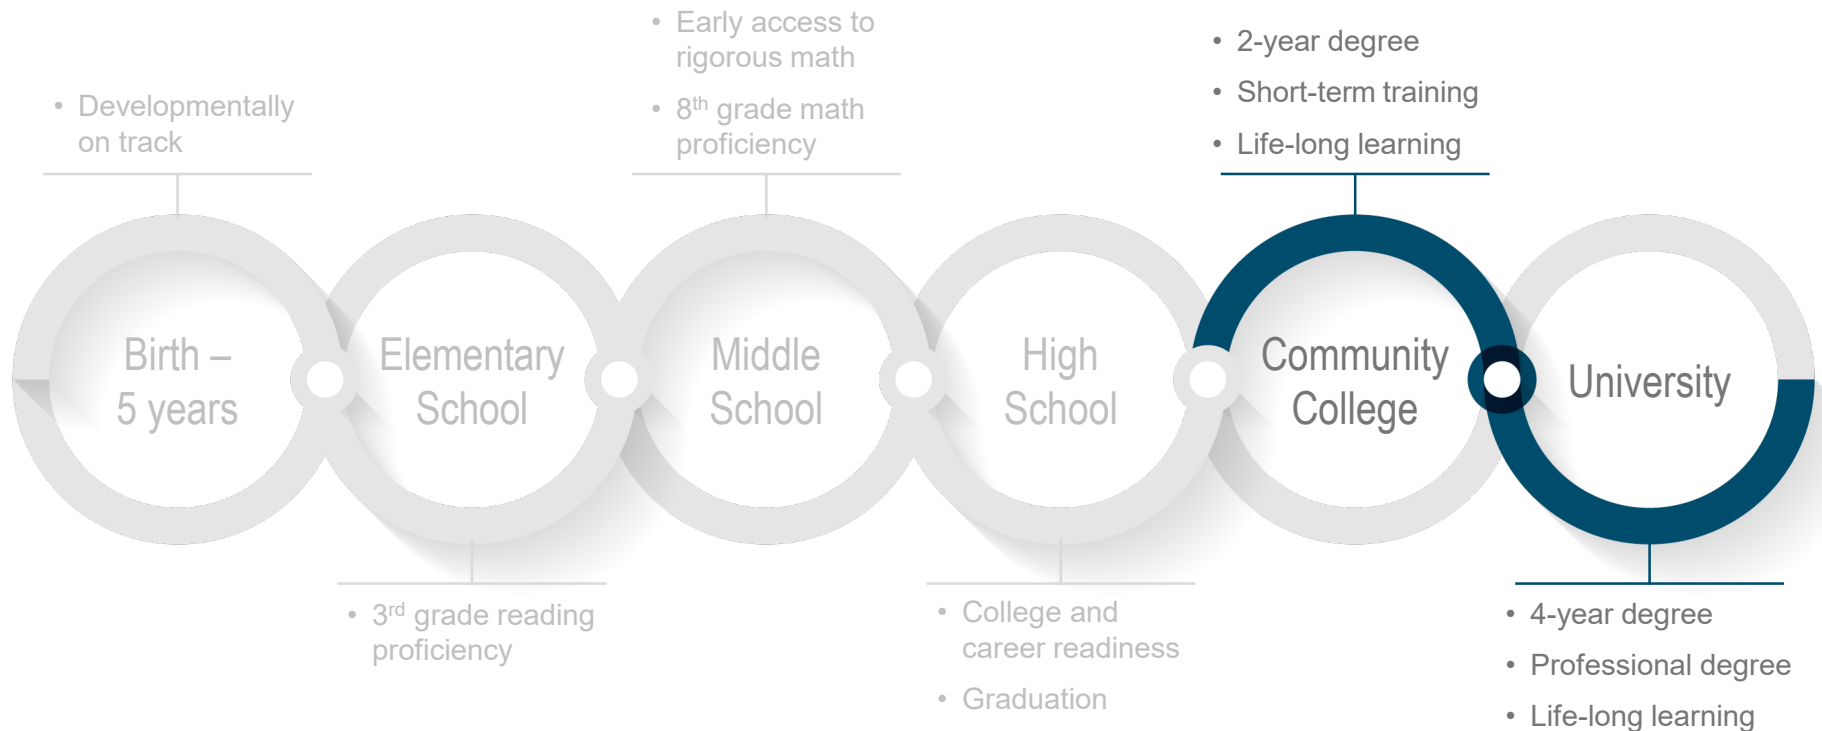 • Developmentally
on track
Birth –
5 years
Elementary
School
• 3rd grade reading
proficiency
• Early access to
rigorous math
• 8th grade math
proficiency
Middle
School
High
School
• College and
career readiness
• Graduation
• 2-year degree
• Short-term training
• Life-long learning
Community
College
University
• 4-year degree
• Professional degree
• Life-long learning